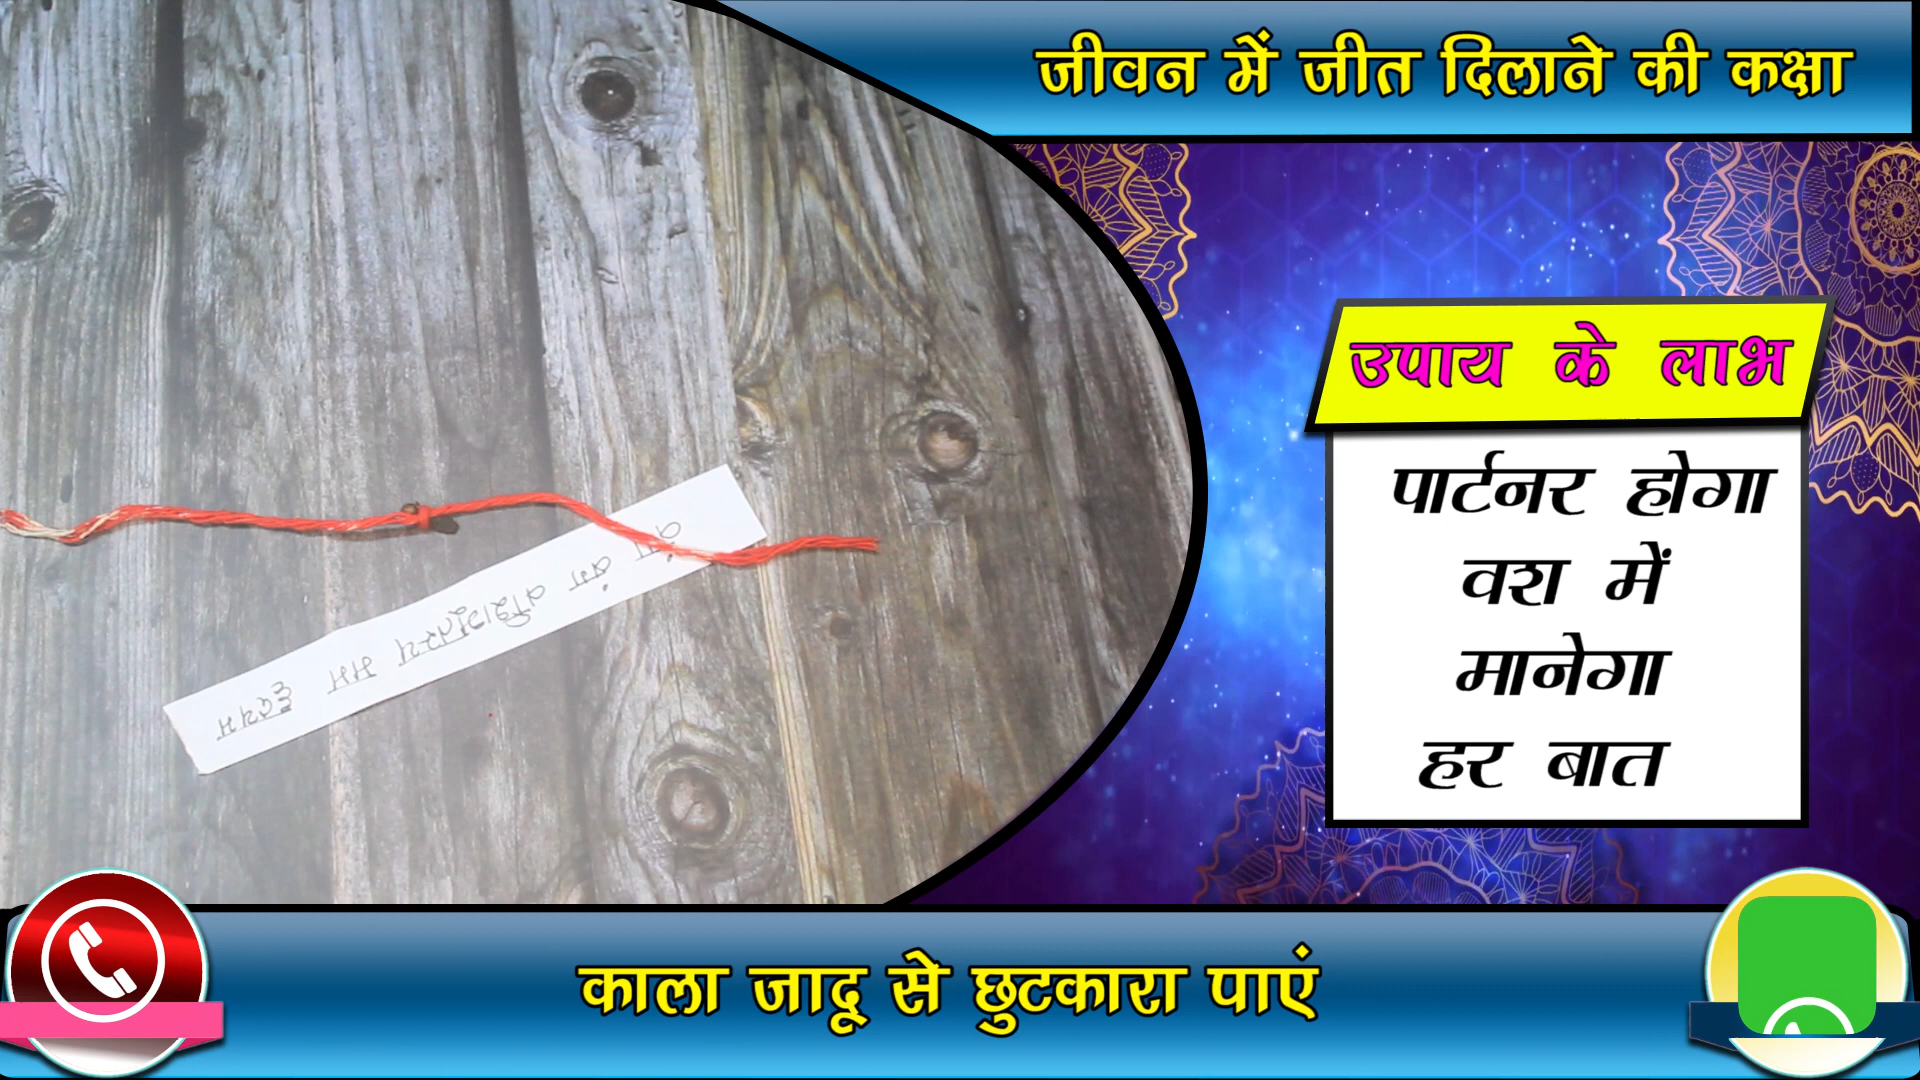 जीवन में जीत दिलाने की कक्षा
उपाय के लाभ
पार्टनर होगा
वश में
मानेगा
हर बात
काला जादू से छुटकारा पाएं